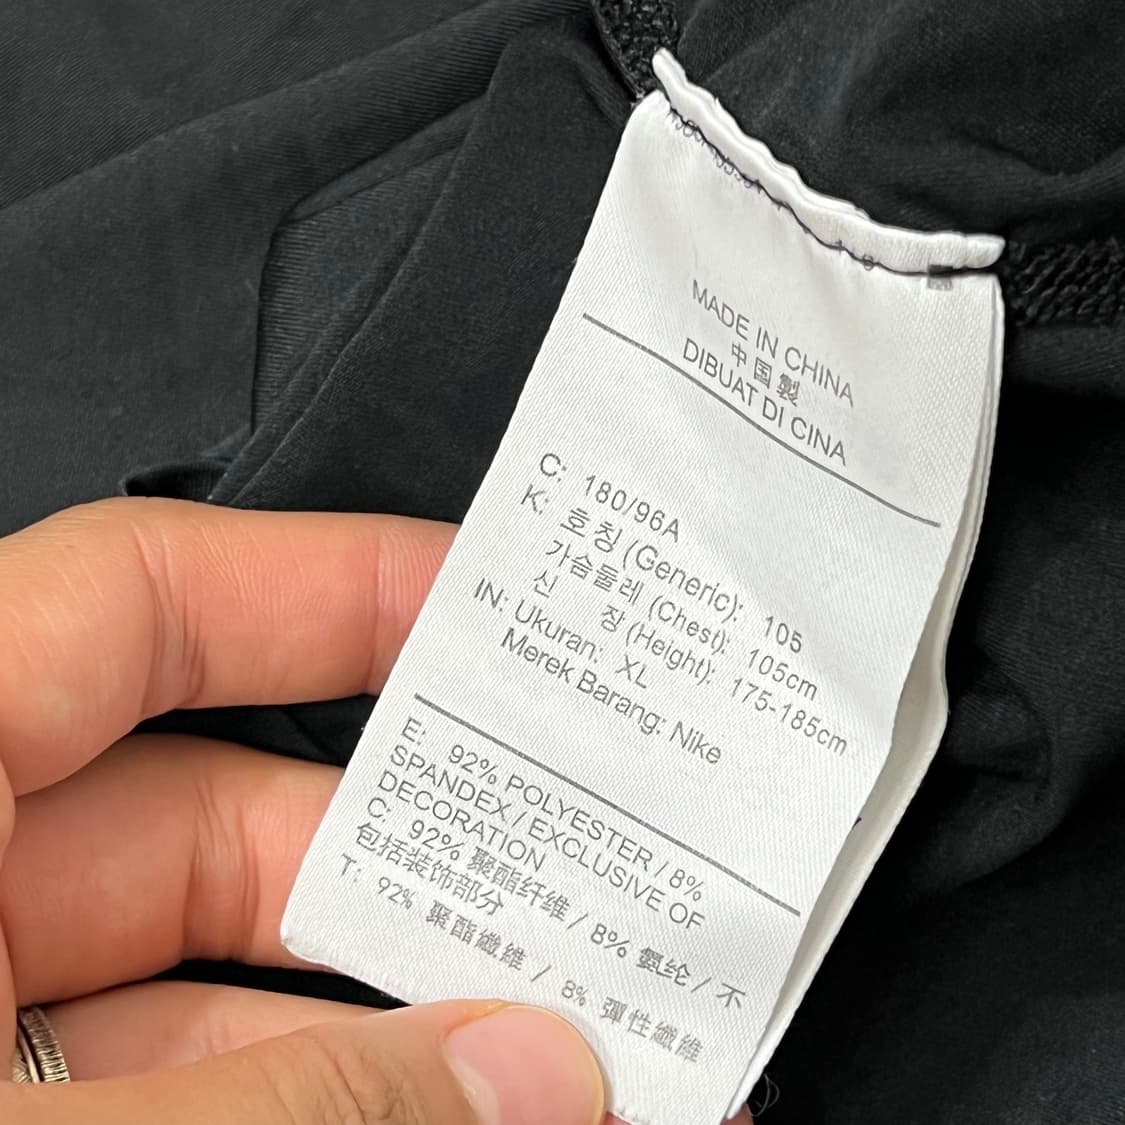 MADE IN CHINA
中国製
DIBUAT DI CINA
C: 180/96A
K: 호칭 (Generic): 105
가슴둘레 (Chest): 105cm
신 장 (Height): 175-185cm
IN: Ukuran: XL
Merek Barang: Nike
E: 92% POLYESTER / 8%
SPANDEX / EXCLUSIVE OF
DECORATION
C: 92% 聚酯纤维 / 8% 氨纶 / 不
包括装饰部分
T: 92% 聚酯纖維 / 8% 彈性纖維